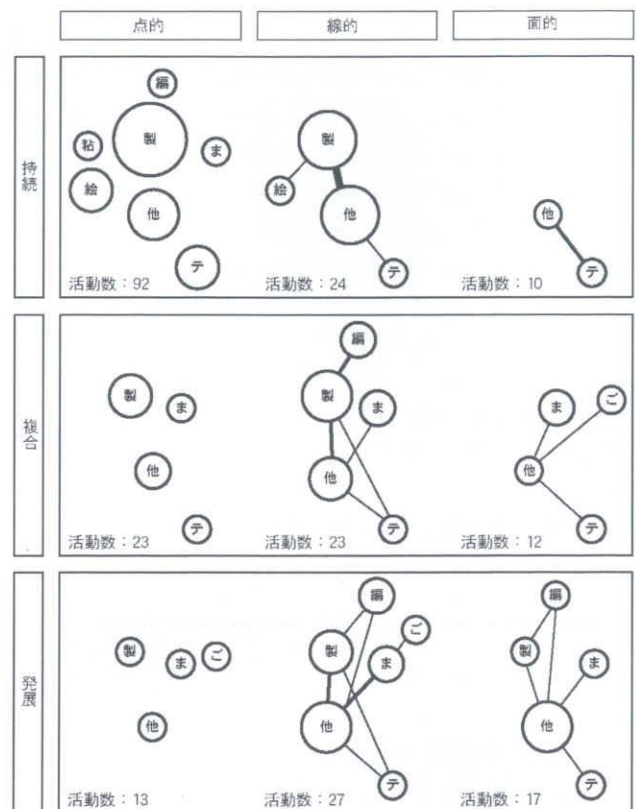 点的
線的
面的
持続
編
製
粘
ま
絵
他
テ
活動数：92
製
絵
他
テ
活動数：24
他
テ
活動数：10
複合
製
ま
他
テ
活動数：23
編
製
ま
他
テ
活動数：23
ま
ご
他
テ
活動数：12
発展
製
ま
ご
他
活動数：13
編
ご
製
ま
他
テ
活動数：27
編
製
ま
他
テ
活動数：17